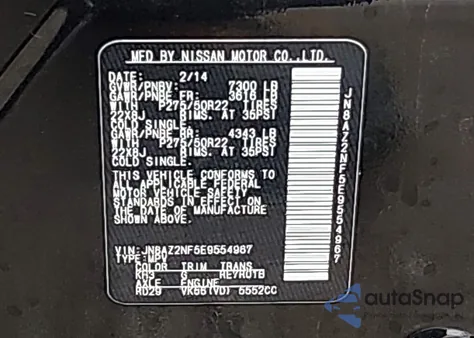 MFD BY NISSAN MOTOR CO.,LTD.
DATE: 2/14
GVWR/PNBV: 7300 LB
GAWR/PNBE FR: 3616 LB
WITH P275/50R22 TIRES
22X8J RIMS. AT 35PSI
COLD SINGLE.
GAWR/PNBE RR: 4343 LB
WITH P275/50R22 TIRES
22X8J RIMS. AT 35PSI
COLD SINGLE.
THIS VEHICLE CONFORMS TO
ALL APPLICABLE FEDERAL
MOTOR VEHICLE SAFETY
STANDARDS IN EFFECT ON
THE DATE OF MANUFACTURE
SHOWN ABOVE.
VIN: JN8AZ2NF5E9554967
TYPE: MPV
COLOR TRIM TRANS
KH3 G RE7R01B
AXLE ENGINE
RD29 VK56(VD) 5552CC
JN8AZ2NF5E9554967
autoSnap